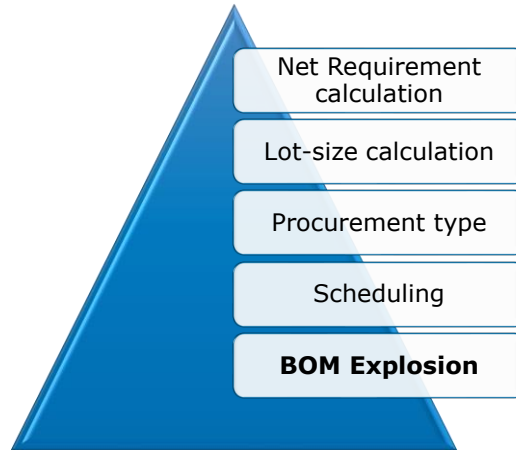 Net Requirement
calculation
Lot-size calculation
Procurement type
Scheduling
BOM Explosion